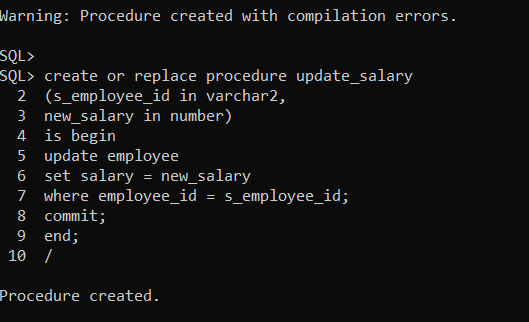 Warning: Procedure created with compilation errors.
SQL>
SQL> create or replace procedure update_salary
2 (s_employee_id in varchar2,
3 new_salary in number)
4 is begin
5 update employee
6 set salary = new_salary
7 where employee_id = s_employee_id;
8 commit;
9 end;
10 /
Procedure created.